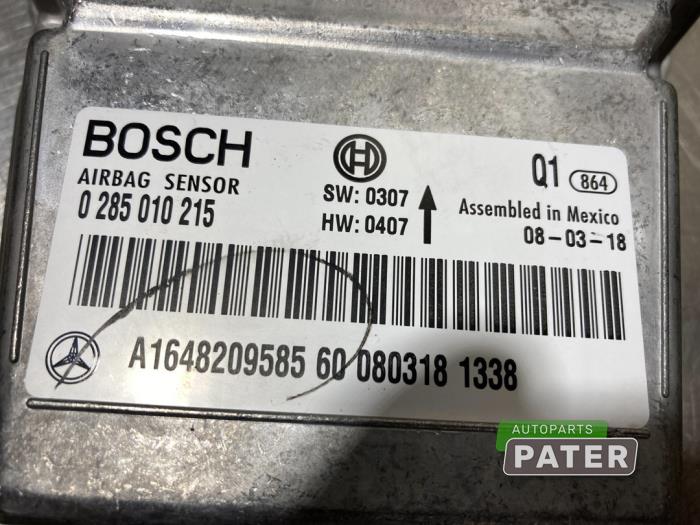 BOSCH
AIRBAG SENSOR
0 285 010 215
SW: 0307
HW: 0407
Q1 864
Assembled in Mexico
08-03-18
A1648209585 60 080318 1338
AUTOPARTS
PATER